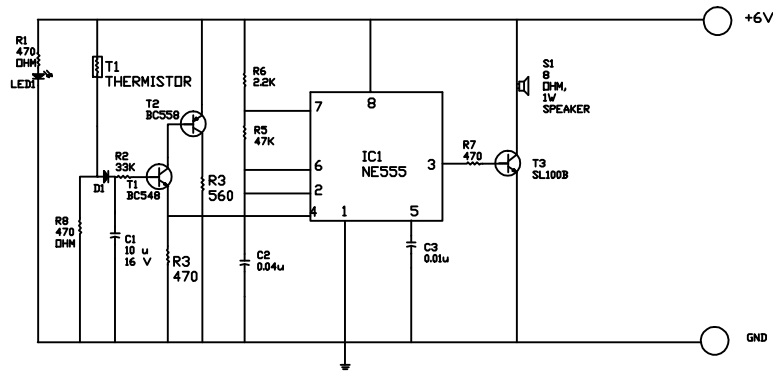 +6V
R1
470
OHM
LED1
T1
THERMISTOR
T2
BC558
R6
2.2K
R5
47K
7
8
6
2
4
1
5
3
IC1
NE555
S1
8
OHM,
1W
SPEAKER
R7
470
T3
SL100B
R2
33K
D1
T1
BC548
R3
560
R8
470
OHM
C1
10 u
16 V
R3
470
C2
0.04u
C3
0.01u
GND